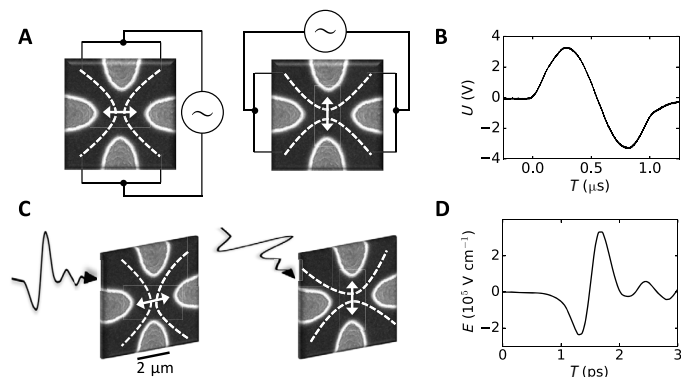 A
B
4
2
0
−2
−4
U (V)
0.0 0.5 1.0
T (μs)
C
2 μm
D
2
0
−2
E (10⁵ V cm⁻¹)
0 1 2 3
T (ps)